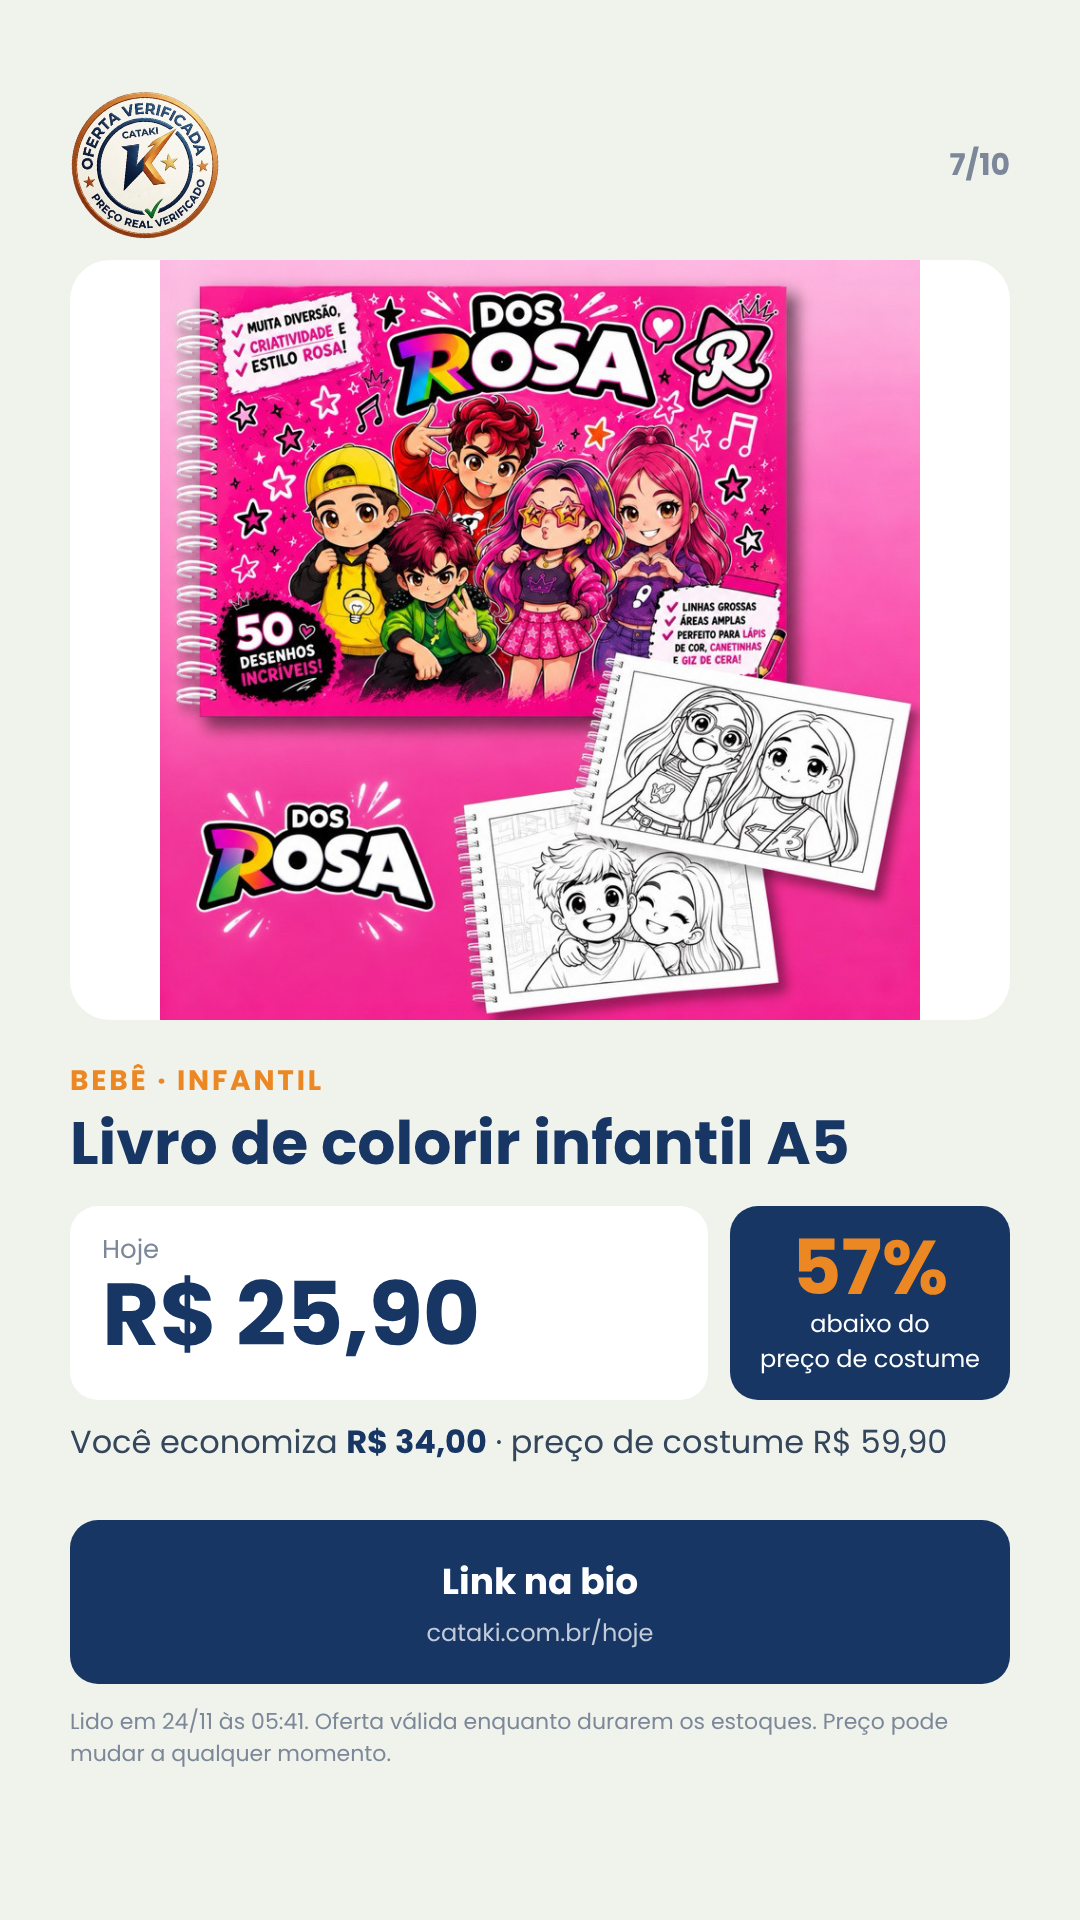 OFERTA VERIFICADA
CATAKI
K
PREÇO REAL VERIFICADO
7/10
MUITA DIVERSÃO,
CRIATIVIDADE E
ESTILO ROSA!
DOS
ROSA
R
50
DESENHOS
INCRÍVEIS!
LINHAS GROSSAS
ÁREAS AMPLAS
PERFEITO PARA LÁPIS
DE COR, CANETINHAS
E GIZ DE CERA!
DOS
ROSA
BEBÊ · INFANTIL
Livro de colorir infantil A5
Hoje
R$ 25,90
57%
abaixo do
preço de costume
Você economiza R$ 34,00 · preço de costume R$ 59,90
Link na bio
cataki.com.br/hoje
Lido em 24/11 às 05:41. Oferta válida enquanto durarem os estoques. Preço pode
mudar a qualquer momento.